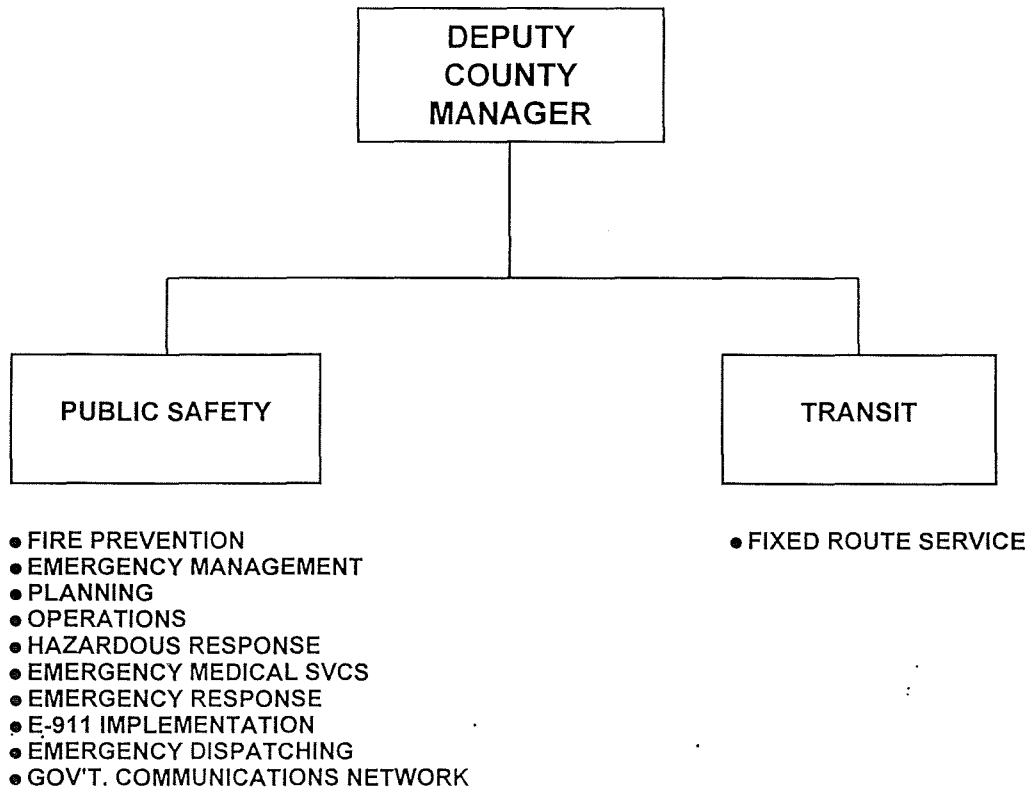 DEPUTY
COUNTY
MANAGER
PUBLIC SAFETY
TRANSIT
● FIRE PREVENTION
● EMERGENCY MANAGEMENT
● PLANNING
● OPERATIONS
● HAZARDOUS RESPONSE
● EMERGENCY MEDICAL SVCS
● EMERGENCY RESPONSE
● E-911 IMPLEMENTATION
● EMERGENCY DISPATCHING
● GOV'T. COMMUNICATIONS NETWORK
● FIXED ROUTE SERVICE